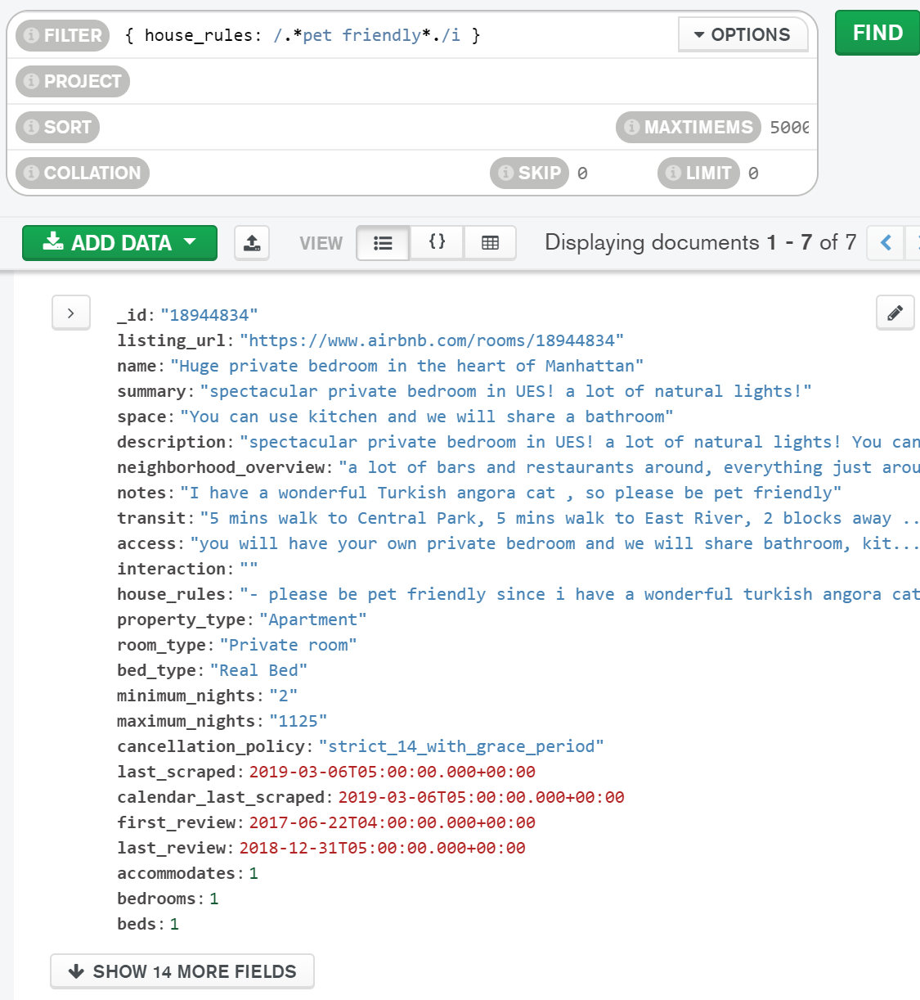 FILTER { house_rules: /.*pet friendly*./i } OPTIONS FIND
PROJECT
SORT MAXTIMEMS 5000
COLLATION SKIP 0 LIMIT 0
ADD DATA VIEW {} Displaying documents 1 - 7 of 7
_id: "18944834"
listing_url: "https://www.airbnb.com/rooms/18944834"
name: "Huge private bedroom in the heart of Manhattan"
summary: "spectacular private bedroom in UES! a lot of natural lights!"
space: "You can use kitchen and we will share a bathroom"
description: "spectacular private bedroom in UES! a lot of natural lights! You can
neighborhood_overview: "a lot of bars and restaurants around, everything just arou
notes: "I have a wonderful Turkish angora cat , so please be pet friendly"
transit: "5 mins walk to Central Park, 5 mins walk to East River, 2 blocks away ..
access: "you will have your own private bedroom and we will share bathroom, kit...
interaction: ""
house_rules: "- please be pet friendly since i have a wonderful turkish angora cat
property_type: "Apartment"
room_type: "Private room"
bed_type: "Real Bed"
minimum_nights: "2"
maximum_nights: "1125"
cancellation_policy: "strict_14_with_grace_period"
last_scraped: 2019-03-06T05:00:00.000+00:00
calendar_last_scraped: 2019-03-06T05:00:00.000+00:00
first_review: 2017-06-22T04:00:00.000+00:00
last_review: 2018-12-31T05:00:00.000+00:00
accommodates: 1
bedrooms: 1
beds: 1
SHOW 14 MORE FIELDS